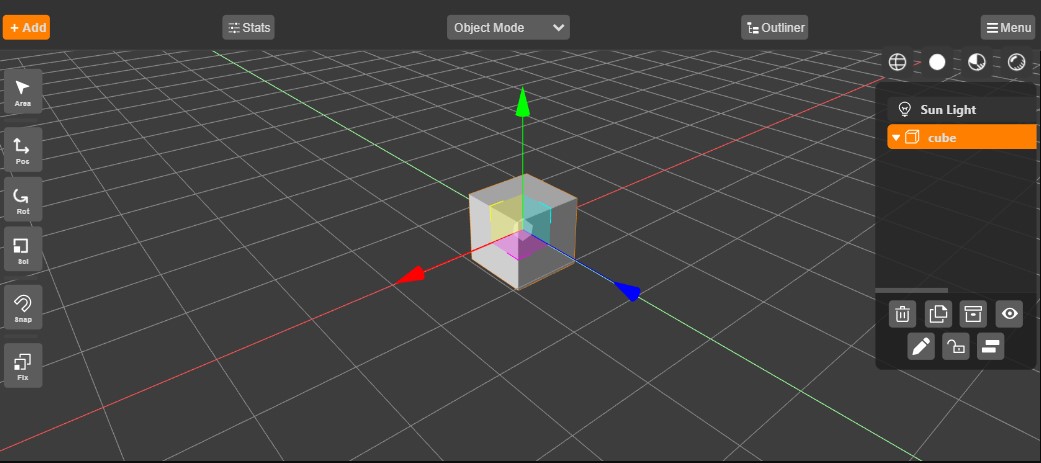 + Add
Stats
Object Mode
Outliner
Menu
Area
Pos
Rot
Scl
Snap
Fix
Sun Light
cube